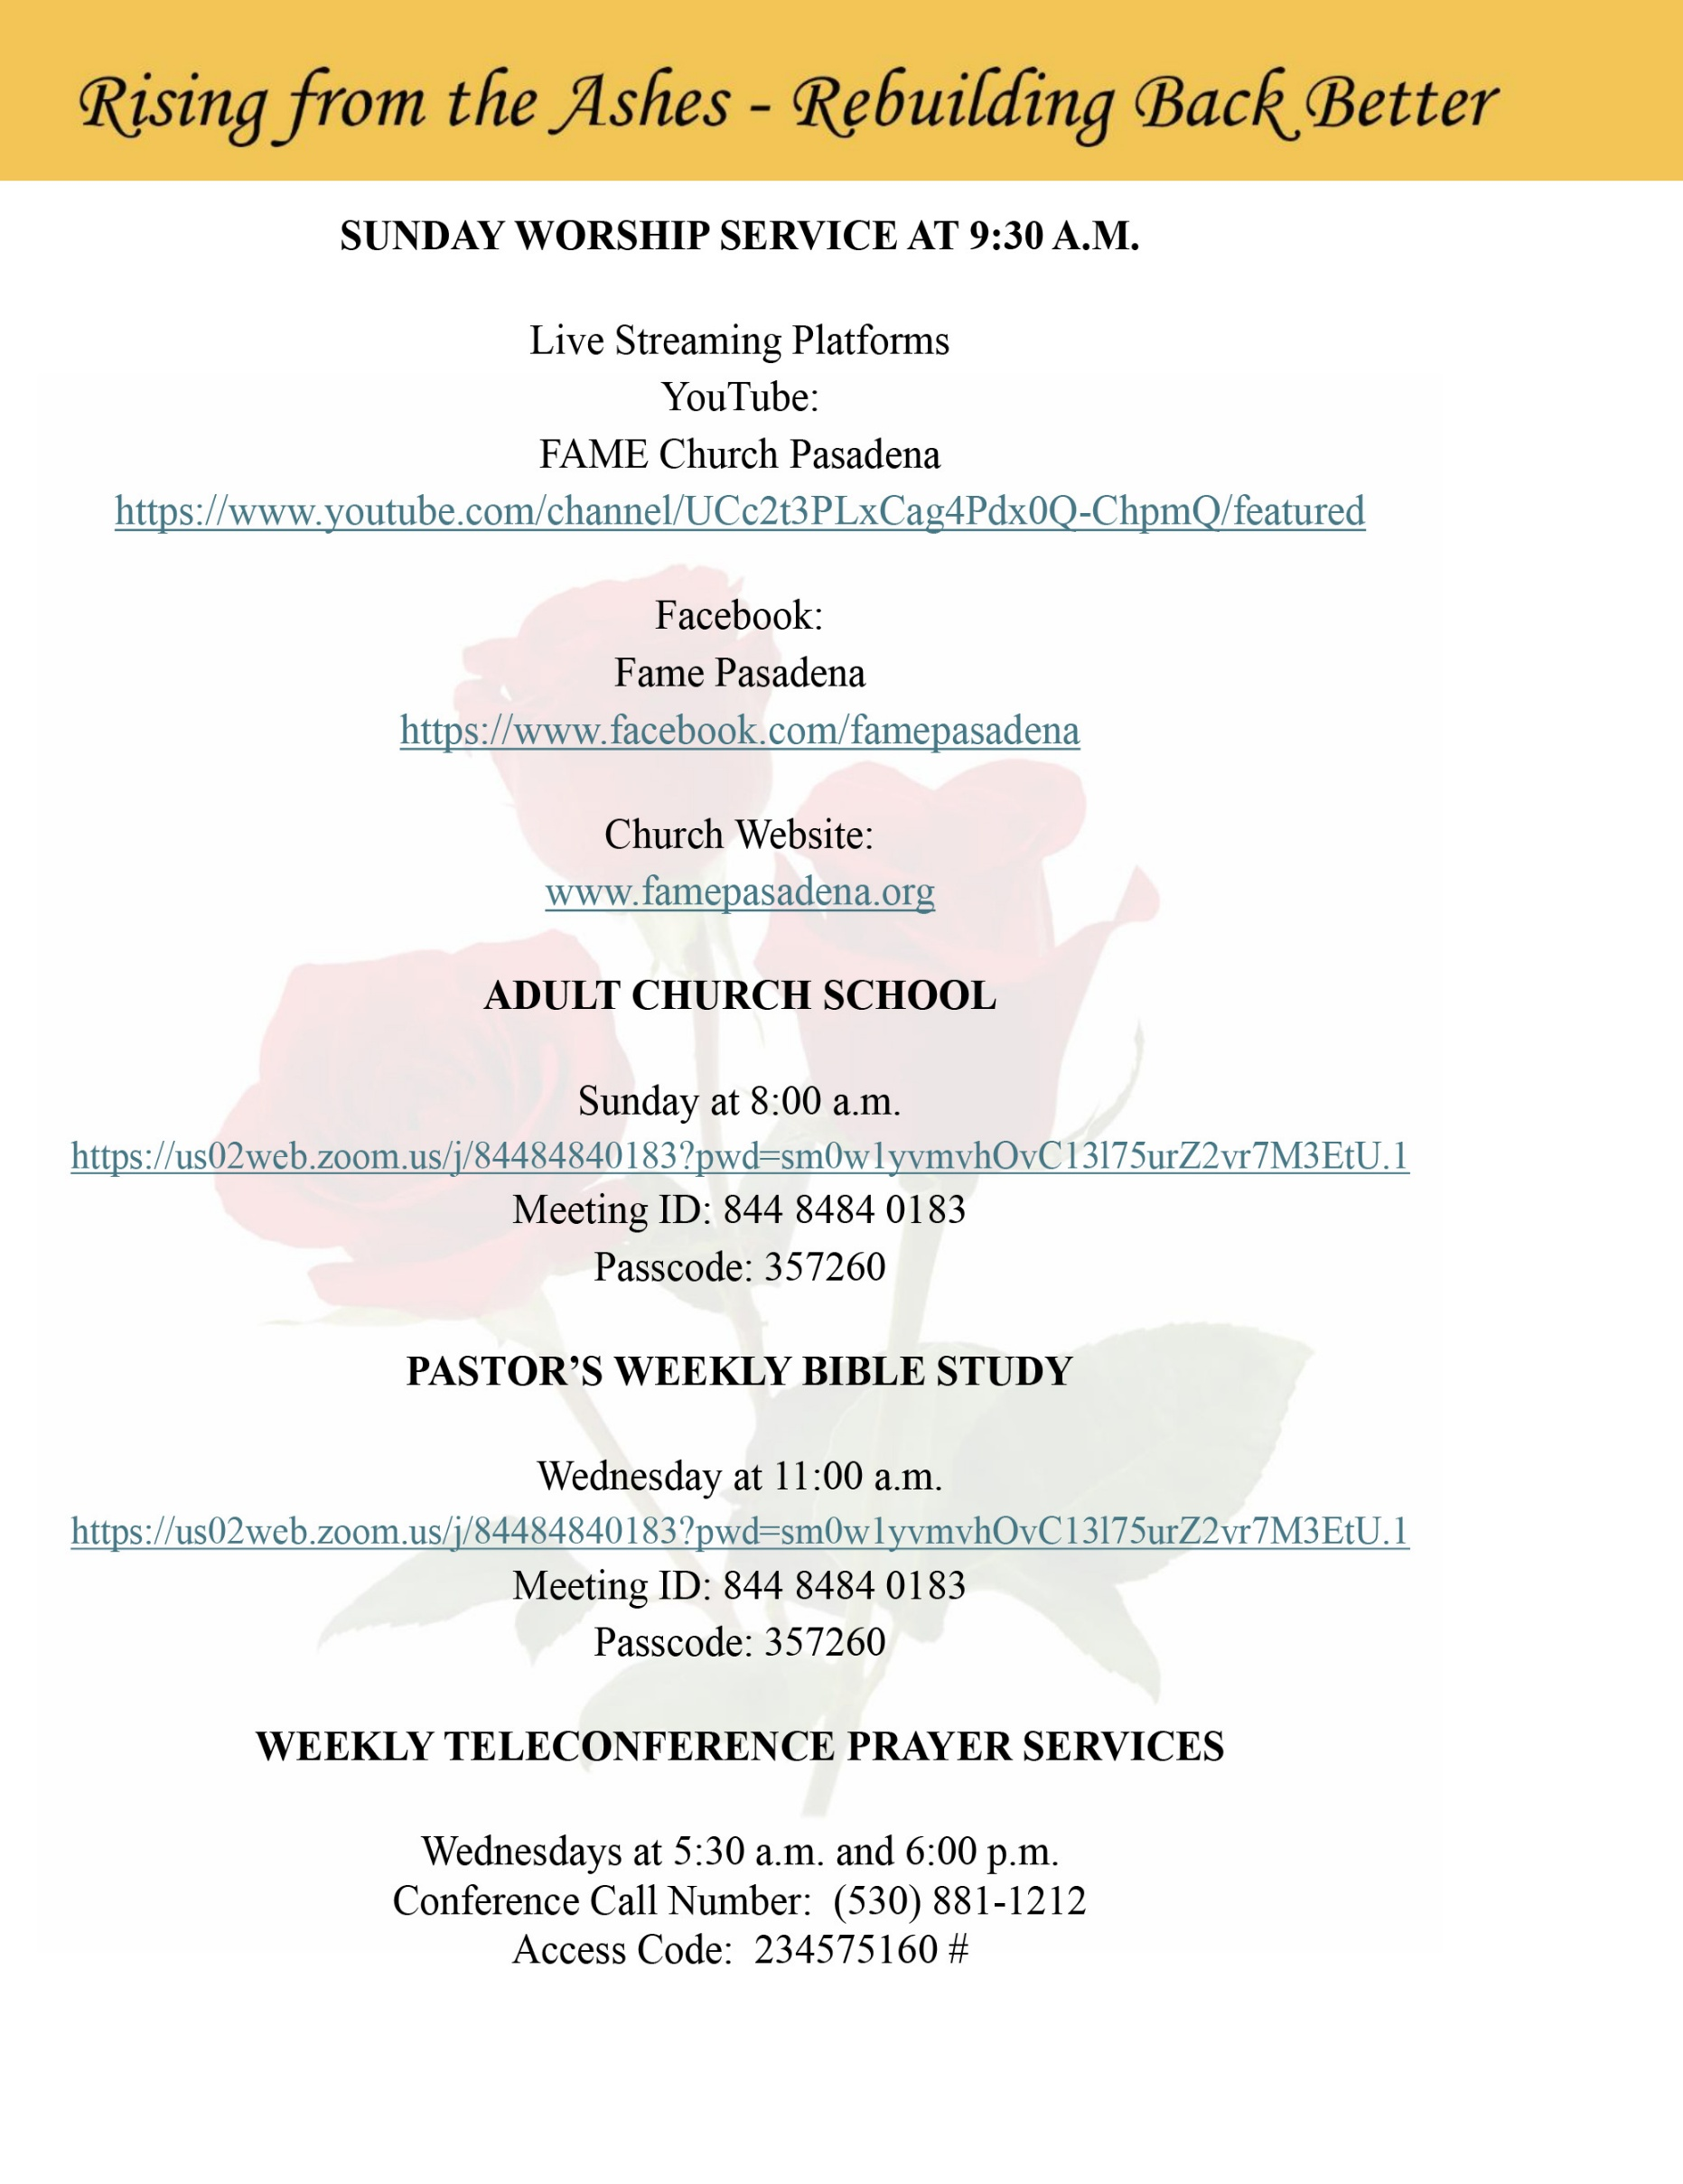 Rising from the Ashes - Rebuilding Back Better
SUNDAY WORSHIP SERVICE AT 9:30 A.M.
Live Streaming Platforms
YouTube:
FAME Church Pasadena
https://www.youtube.com/channel/UCc2t3PLxCag4Pdx0Q-ChpmQ/featured
Facebook:
Fame Pasadena
https://www.facebook.com/famepasadena
Church Website:
www.famepasadena.org
ADULT CHURCH SCHOOL
Sunday at 8:00 a.m.
https://us02web.zoom.us/j/84484840183?pwd=sm0w1yvmvhOvC13l75urZ2vr7M3EtU.1
Meeting ID: 844 8484 0183
Passcode: 357260
PASTOR’S WEEKLY BIBLE STUDY
Wednesday at 11:00 a.m.
https://us02web.zoom.us/j/84484840183?pwd=sm0w1yvmvhOvC13l75urZ2vr7M3EtU.1
Meeting ID: 844 8484 0183
Passcode: 357260
WEEKLY TELECONFERENCE PRAYER SERVICES
Wednesdays at 5:30 a.m. and 6:00 p.m.
Conference Call Number:  (530) 881-1212
Access Code:  234575160 #